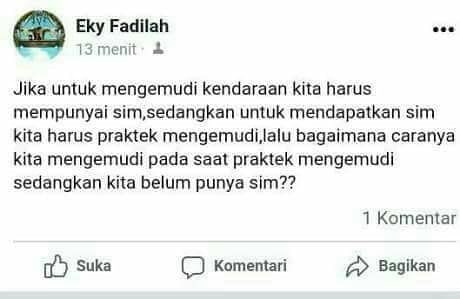 Eky Fadilah
13 menit ·
Jika untuk mengemudi kendaraan kita harus
mempunyai sim,sedangkan untuk mendapatkan sim
kita harus praktek mengemudi,lalu bagaimana caranya
kita mengemudi pada saat praktek mengemudi
sedangkan kita belum punya sim??
1 Komentar
Suka Komentari Bagikan